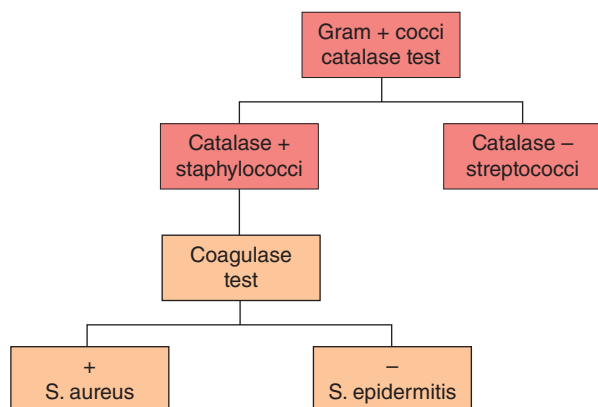 Gram + cocci
catalase test
Catalase +
staphylococci
Catalase –
streptococci
Coagulase
test
+
S. aureus
–
S. epidermitis